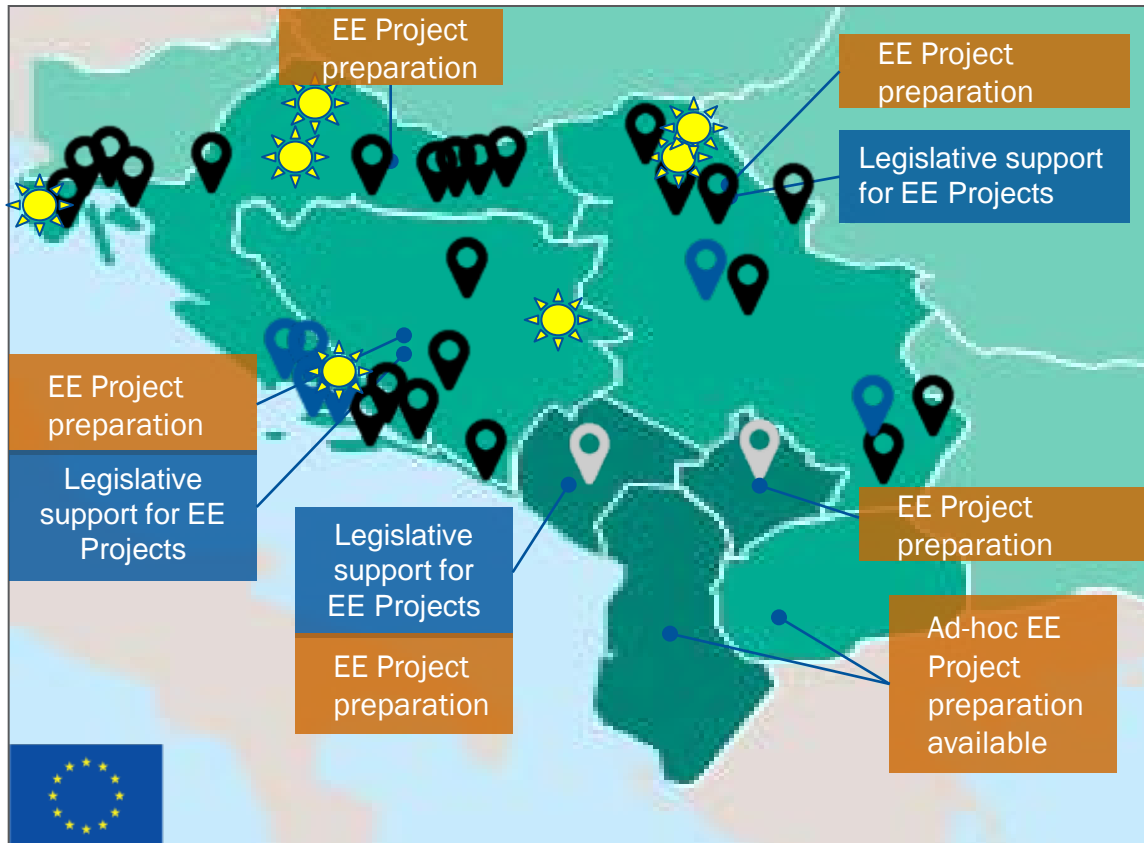 EE Project
preparation
EE Project
preparation
Legislative support
for EE Projects
EE Project
preparation
Legislative
support for EE
Projects
Legislative
support for
EE Projects
EE Project
preparation
EE Project
preparation
Ad-hoc EE
Project
preparation
available